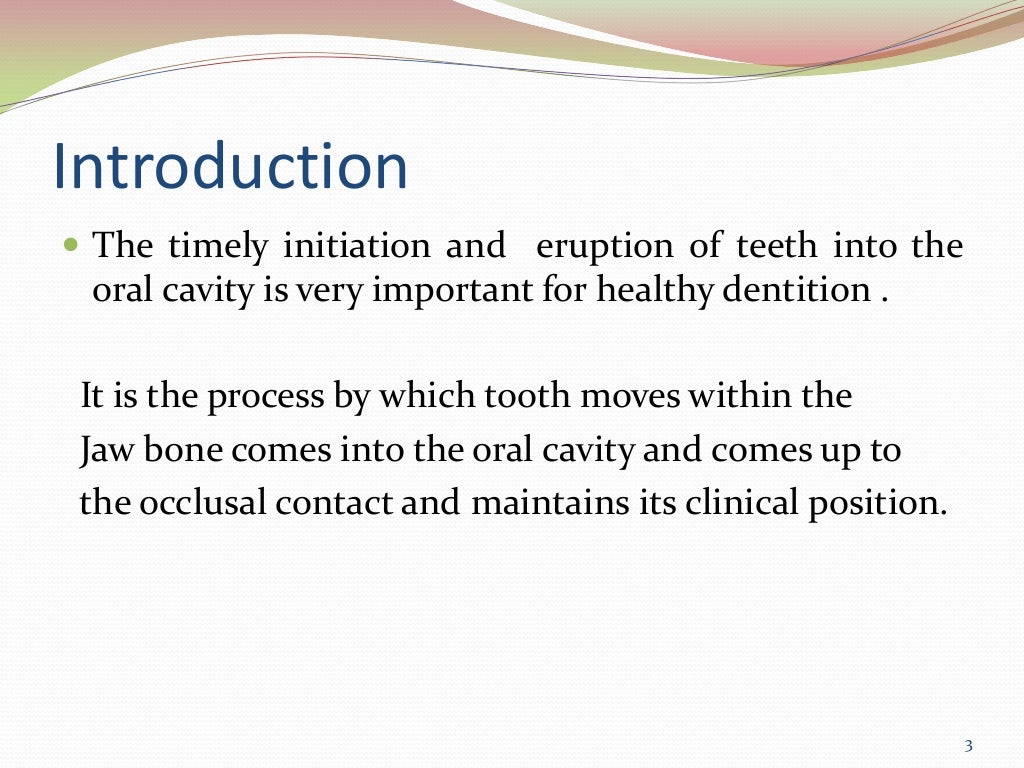 Introduction
• The timely initiation and eruption of teeth into the
oral cavity is very important for healthy dentition .
It is the process by which tooth moves within the
Jaw bone comes into the oral cavity and comes up to
the occlusal contact and maintains its clinical position.
3